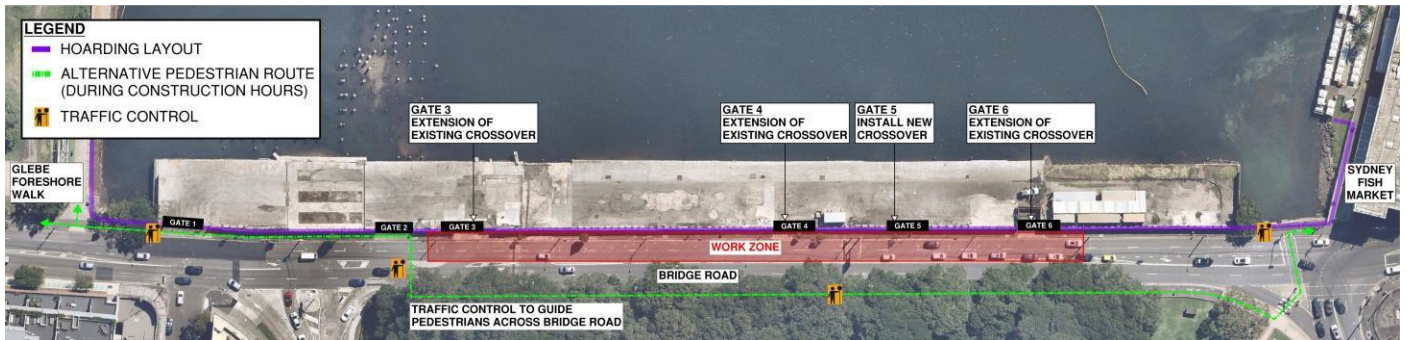 LEGEND
HOARDING LAYOUT
ALTERNATIVE PEDESTRIAN ROUTE
(DURING CONSTRUCTION HOURS)
TRAFFIC CONTROL
GATE 3
EXTENSION OF
EXISTING CROSSOVER
GATE 4
EXTENSION OF
EXISTING CROSSOVER
GATE 5
INSTALL NEW
CROSSOVER
GATE 6
EXTENSION OF
EXISTING CROSSOVER
GLEBE
FORESHORE
WALK
SYDNEY
FISH
MARKET
GATE 1
GATE 2
GATE 3
GATE 4
GATE 5
GATE 6
WORK ZONE
BRIDGE ROAD
TRAFFIC CONTROL TO GUIDE
PEDESTRIANS ACROSS BRIDGE ROAD